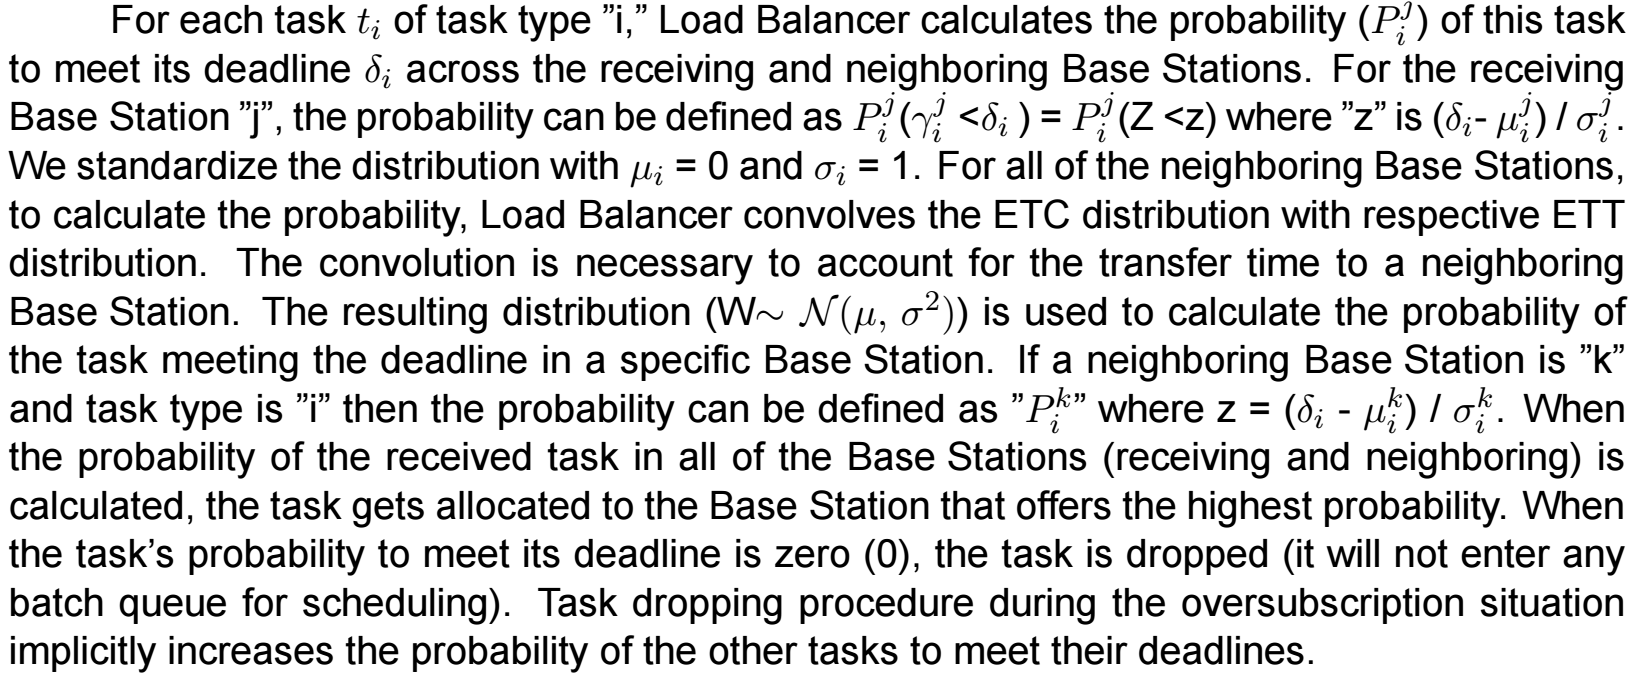 For each task $t_i$ of task type ”i,” Load Balancer calculates the probability ($P_i^j$) of this task
to meet its deadline $\delta_i$ across the receiving and neighboring Base Stations. For the receiving
Base Station ”j”, the probability can be defined as $P_i^j$($\gamma_i^j$ <$\delta_i$ ) = $P_i^j$(Z <z) where ”z” is ($\delta_i$- $\mu_i^j$) / $\sigma_i^j$.
We standardize the distribution with $\mu_i$ = 0 and $\sigma_i$ = 1. For all of the neighboring Base Stations,
to calculate the probability, Load Balancer convolves the ETC distribution with respective ETT
distribution. The convolution is necessary to account for the transfer time to a neighboring
Base Station. The resulting distribution (W∼ $\mathcal{N}(\mu, \sigma^2)$) is used to calculate the probability of
the task meeting the deadline in a specific Base Station. If a neighboring Base Station is ”k”
and task type is ”i” then the probability can be defined as ”$P_i^k$” where z = ($\delta_i$ - $\mu_i^k$) / $\sigma_i^k$. When
the probability of the received task in all of the Base Stations (receiving and neighboring) is
calculated, the task gets allocated to the Base Station that offers the highest probability. When
the task’s probability to meet its deadline is zero (0), the task is dropped (it will not enter any
batch queue for scheduling). Task dropping procedure during the oversubscription situation
implicitly increases the probability of the other tasks to meet their deadlines.